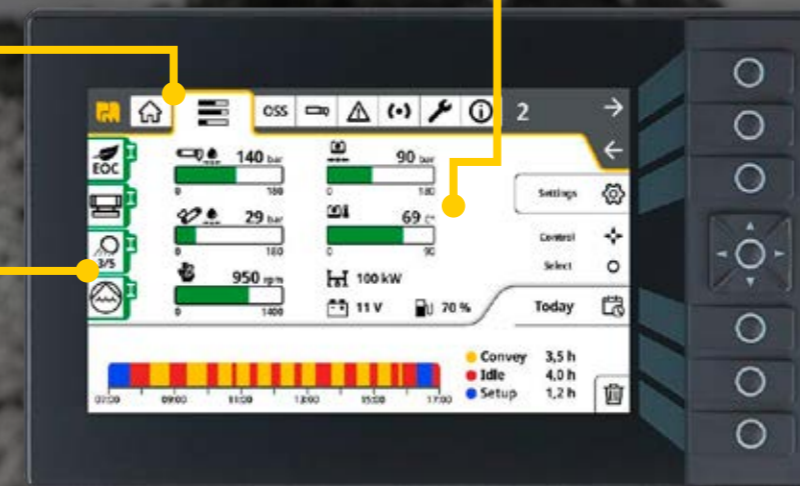 OSS 2
EOC
140 bar 90 bar
0 180 0 180
Settings
29 bar 69 C°
0 180 0 90
Control
3/5
Select
950 rpm 100 kW
0 1400
11 V 70 %
Today
Convey 3,5 h
Idle 4,0 h
Setup 1,2 h
07:00 09:00 11:00 13:00 15:00 17:00